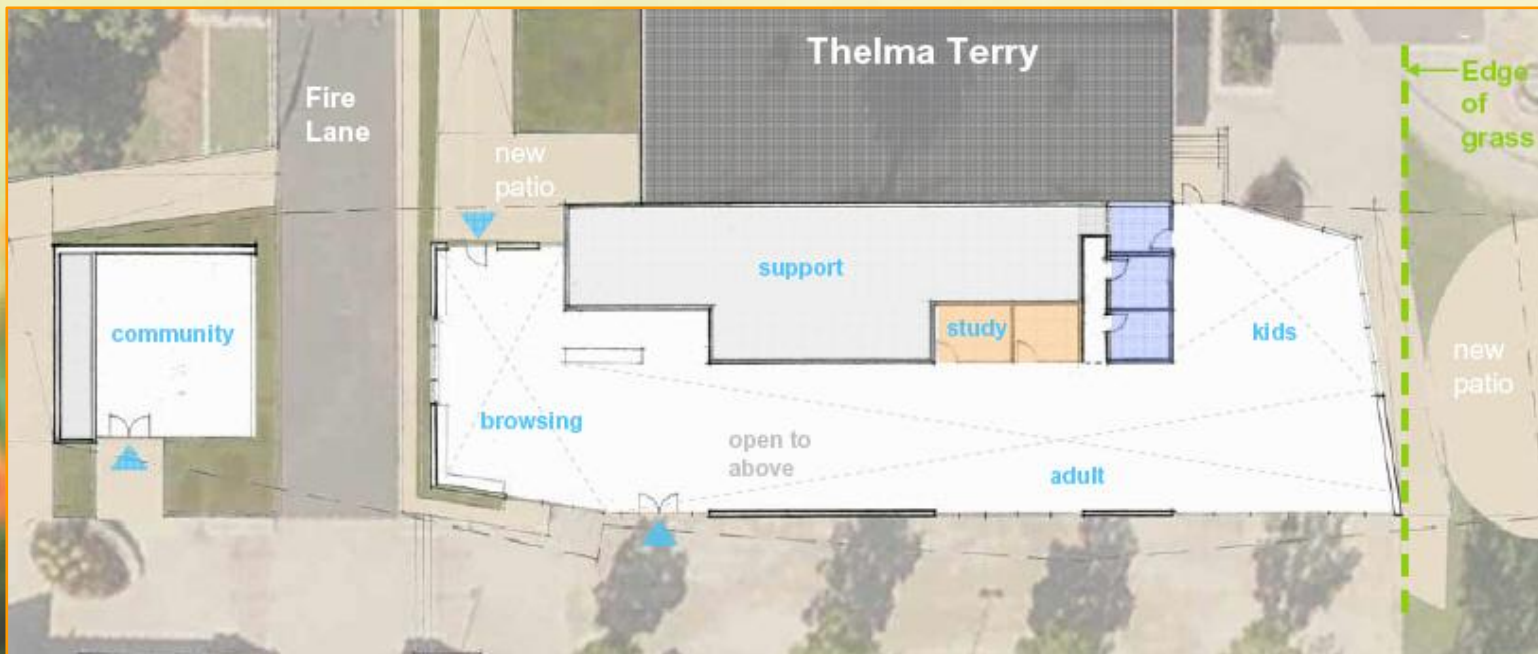 Thelma Terry
Edge
of
grass
Fire
Lane
new
patio
support
community
study
kids
new
patio
browsing
open to
above
adult